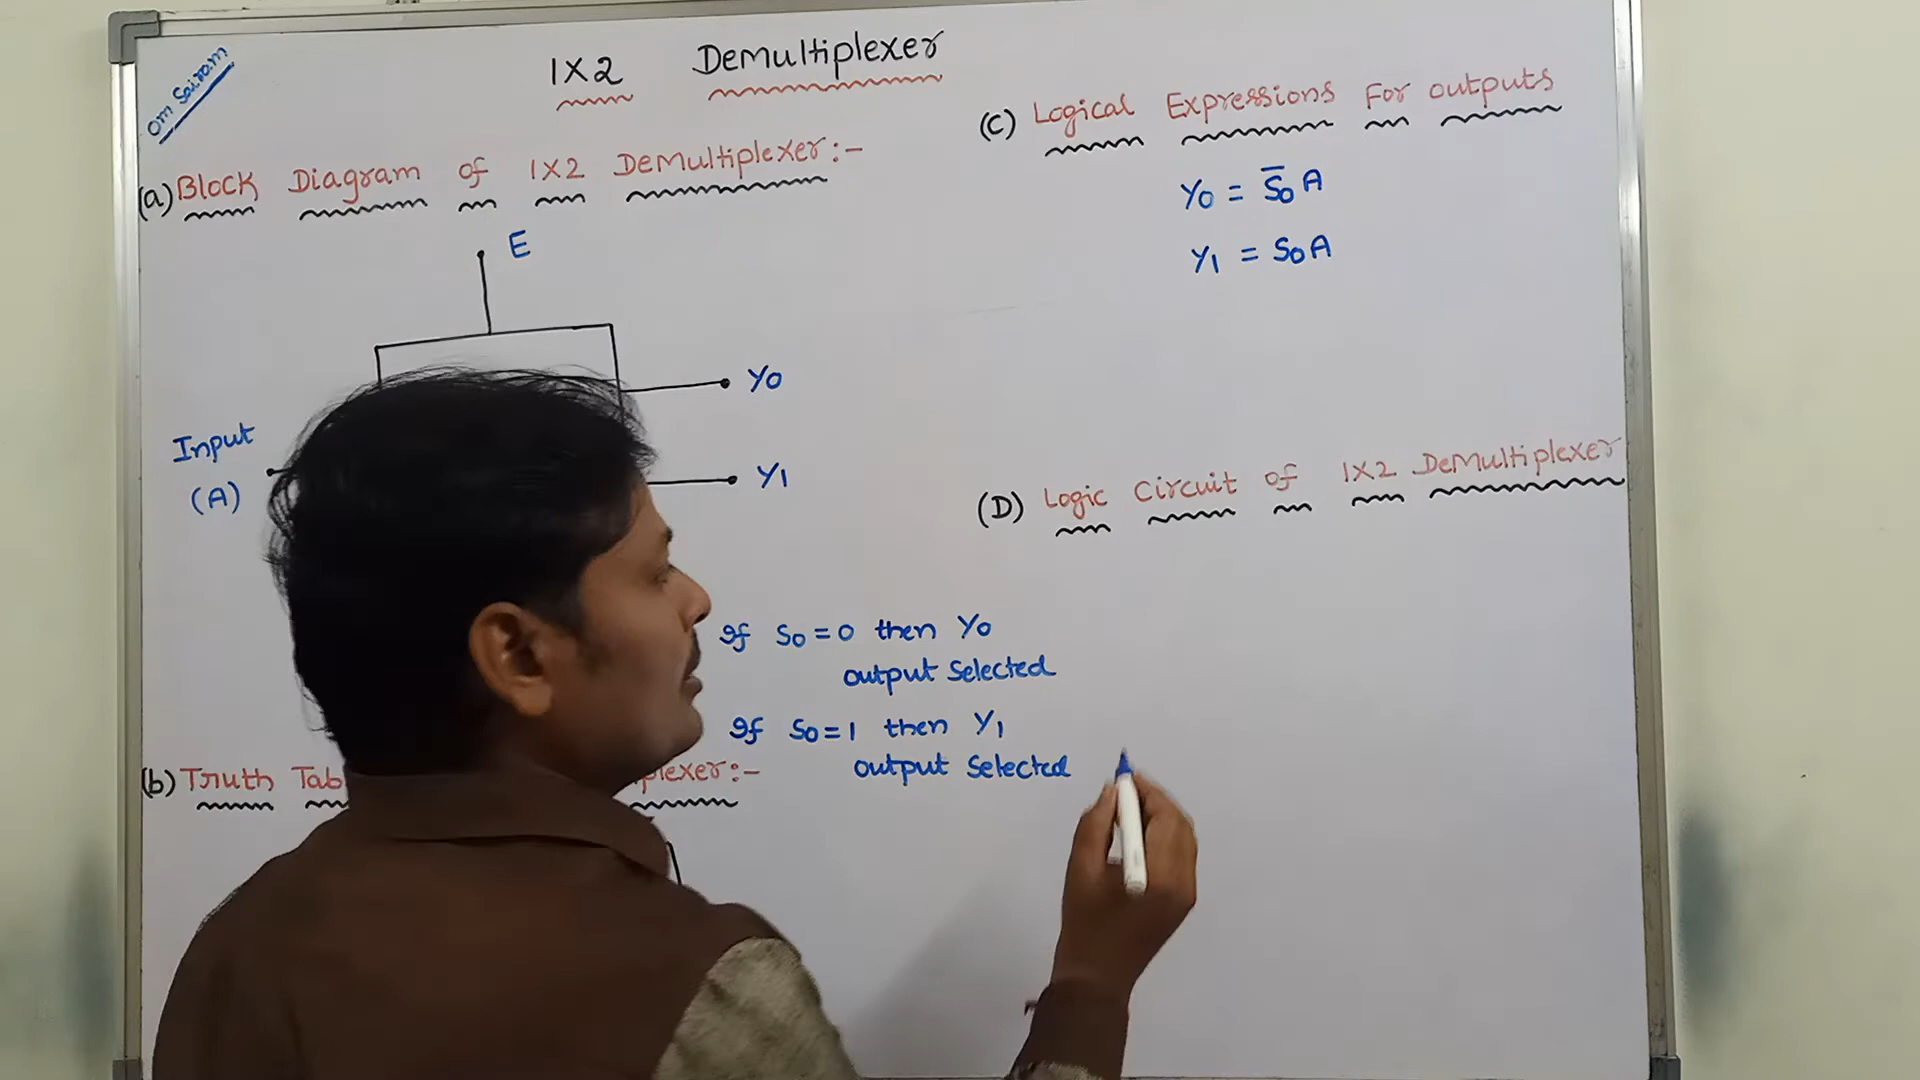 Om Sairam
1X2 Demultiplexer
(a) Block Diagram of 1X2 DeMultiplexer:-
E
Y0
Input
(A)
Y1
If S0=0 then Y0
output Selected
If S0=1 then Y1
output Selected
(b) Truth
(C) Logical Expressions For outputs
Y0 = S̅0 A
Y1 = S0 A
(D) Logic Circuit of 1X2 DeMultiplexer